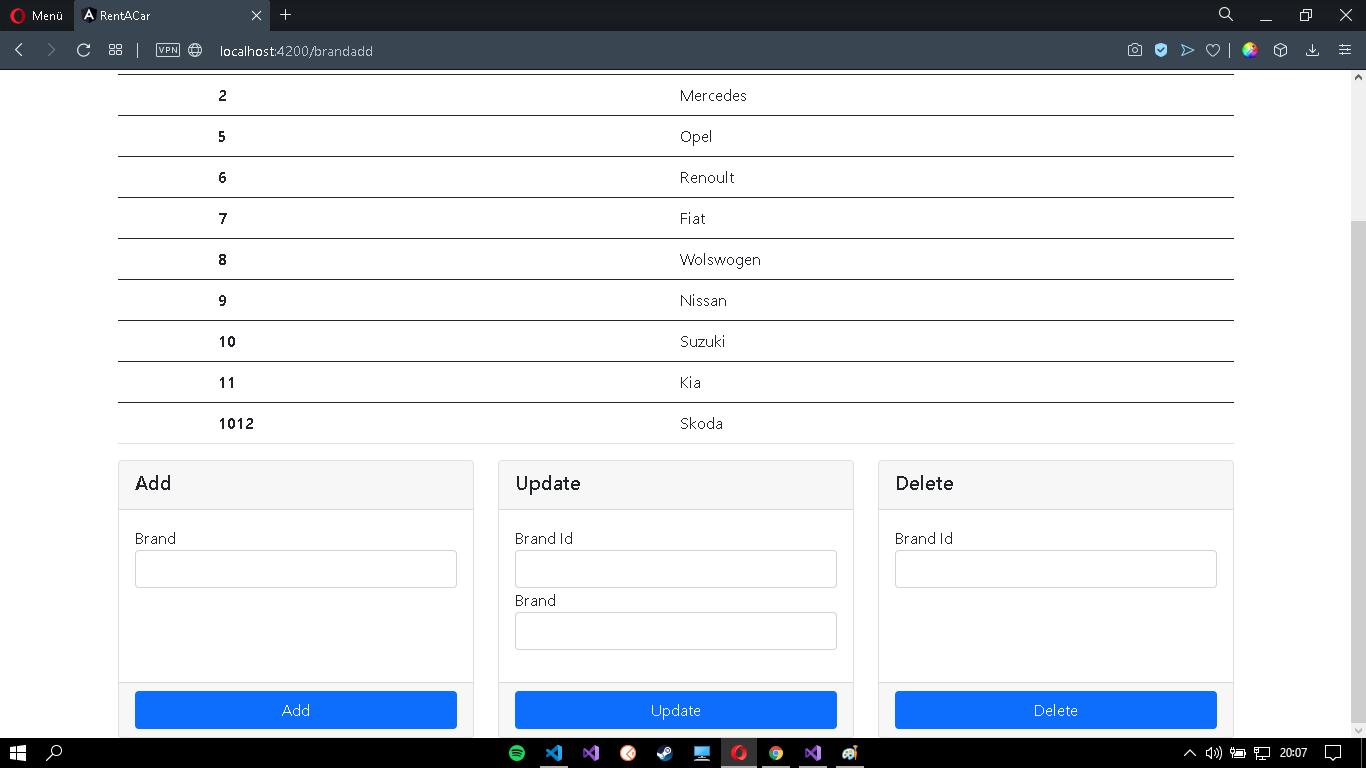 Menü
RentACar
VPN
localhost:4200/brandadd
2 Mercedes
5 Opel
6 Renoult
7 Fiat
8 Wolswogen
9 Nissan
10 Suzuki
11 Kia
1012 Skoda
Add Update Delete
Brand Brand Id Brand Id
Brand
Add Update Delete
20:07